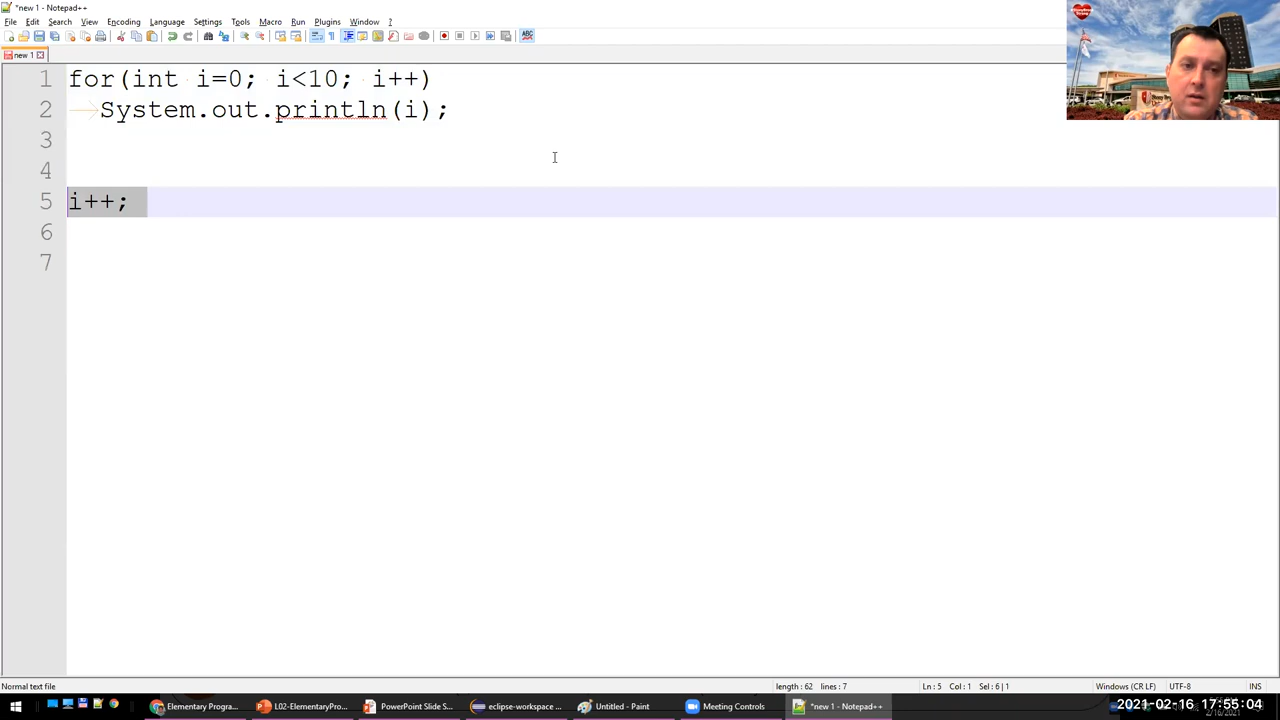 *new 1 - Notepad++
File Edit Search View Encoding Language Settings Tools Macro Run Plugins Window ?
new 1
1 for(int i=0; i<10; i++)
2 System.out.println(i);
3
4
5 i++;
6
7
Normal text file length: 62 lines: 7 Ln: 5 Col: 1 Sel: 6 | 1 Windows (CR LF) UTF-8 INS
Elementary Progra... L02-ElementaryPro... PowerPoint Slide S... eclipse-workspace ... Untitled - Paint Meeting Controls *new 1 - Notepad++ 2021-02-16 17:55:04